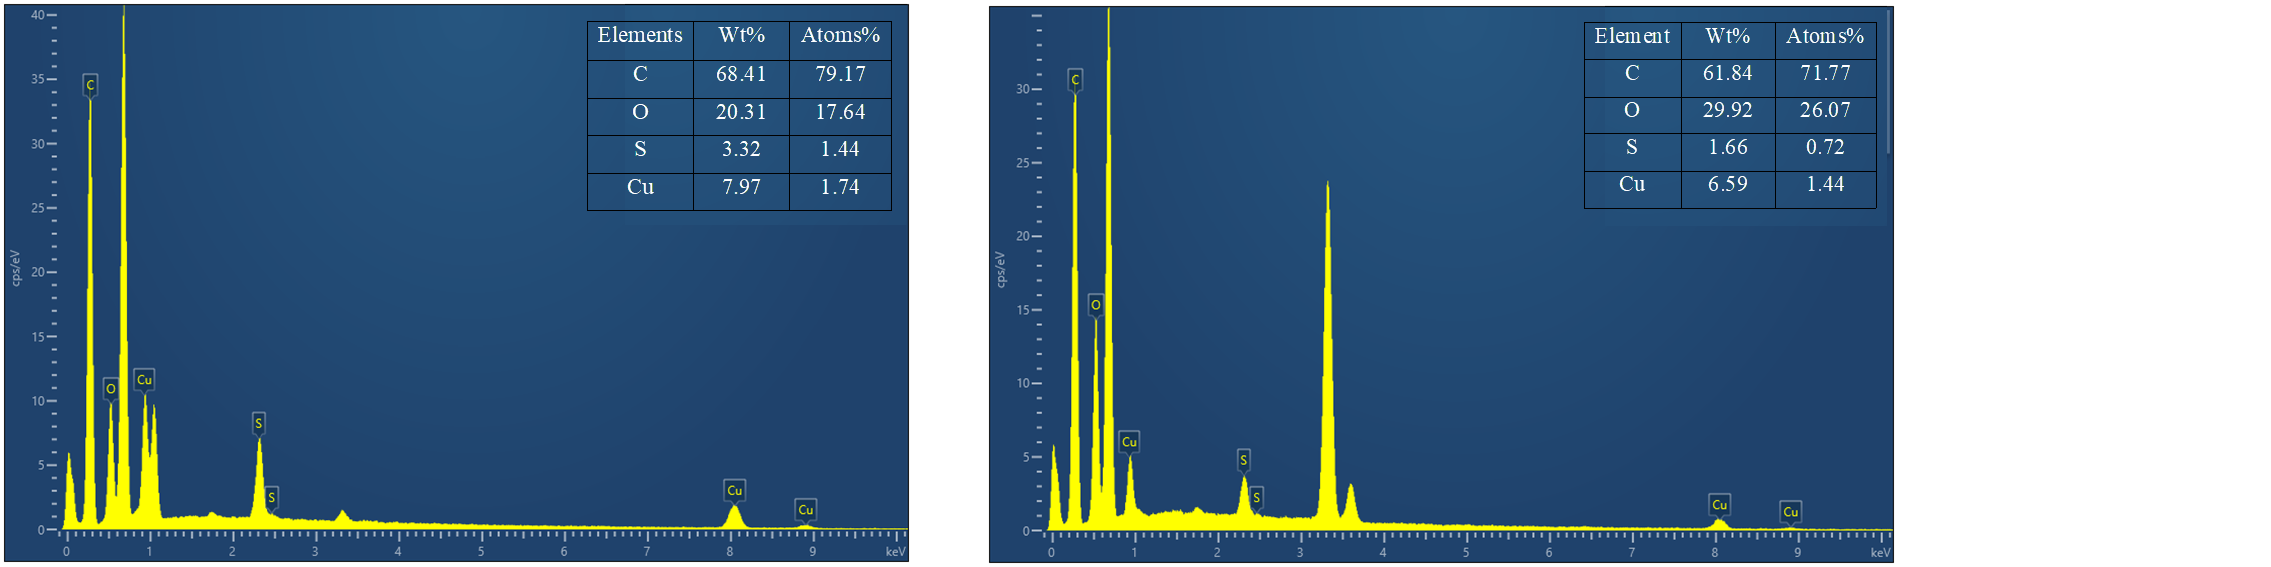 Elements Wt% Atoms%
C 68.41 79.17
O 20.31 17.64
S 3.32 1.44
Cu 7.97 1.74
40
35
30
25
20
15
10
5
0
cps/eV
C
O
Cu
S
S
Cu
Cu
0 1 2 3 4 5 6 7 8 9 keV
Element Wt% Atoms%
C 61.84 71.77
O 29.92 26.07
S 1.66 0.72
Cu 6.59 1.44
30
25
20
15
10
5
0
cps/eV
C
O
Cu
S
S
Cu
Cu
0 1 2 3 4 5 6 7 8 9 keV